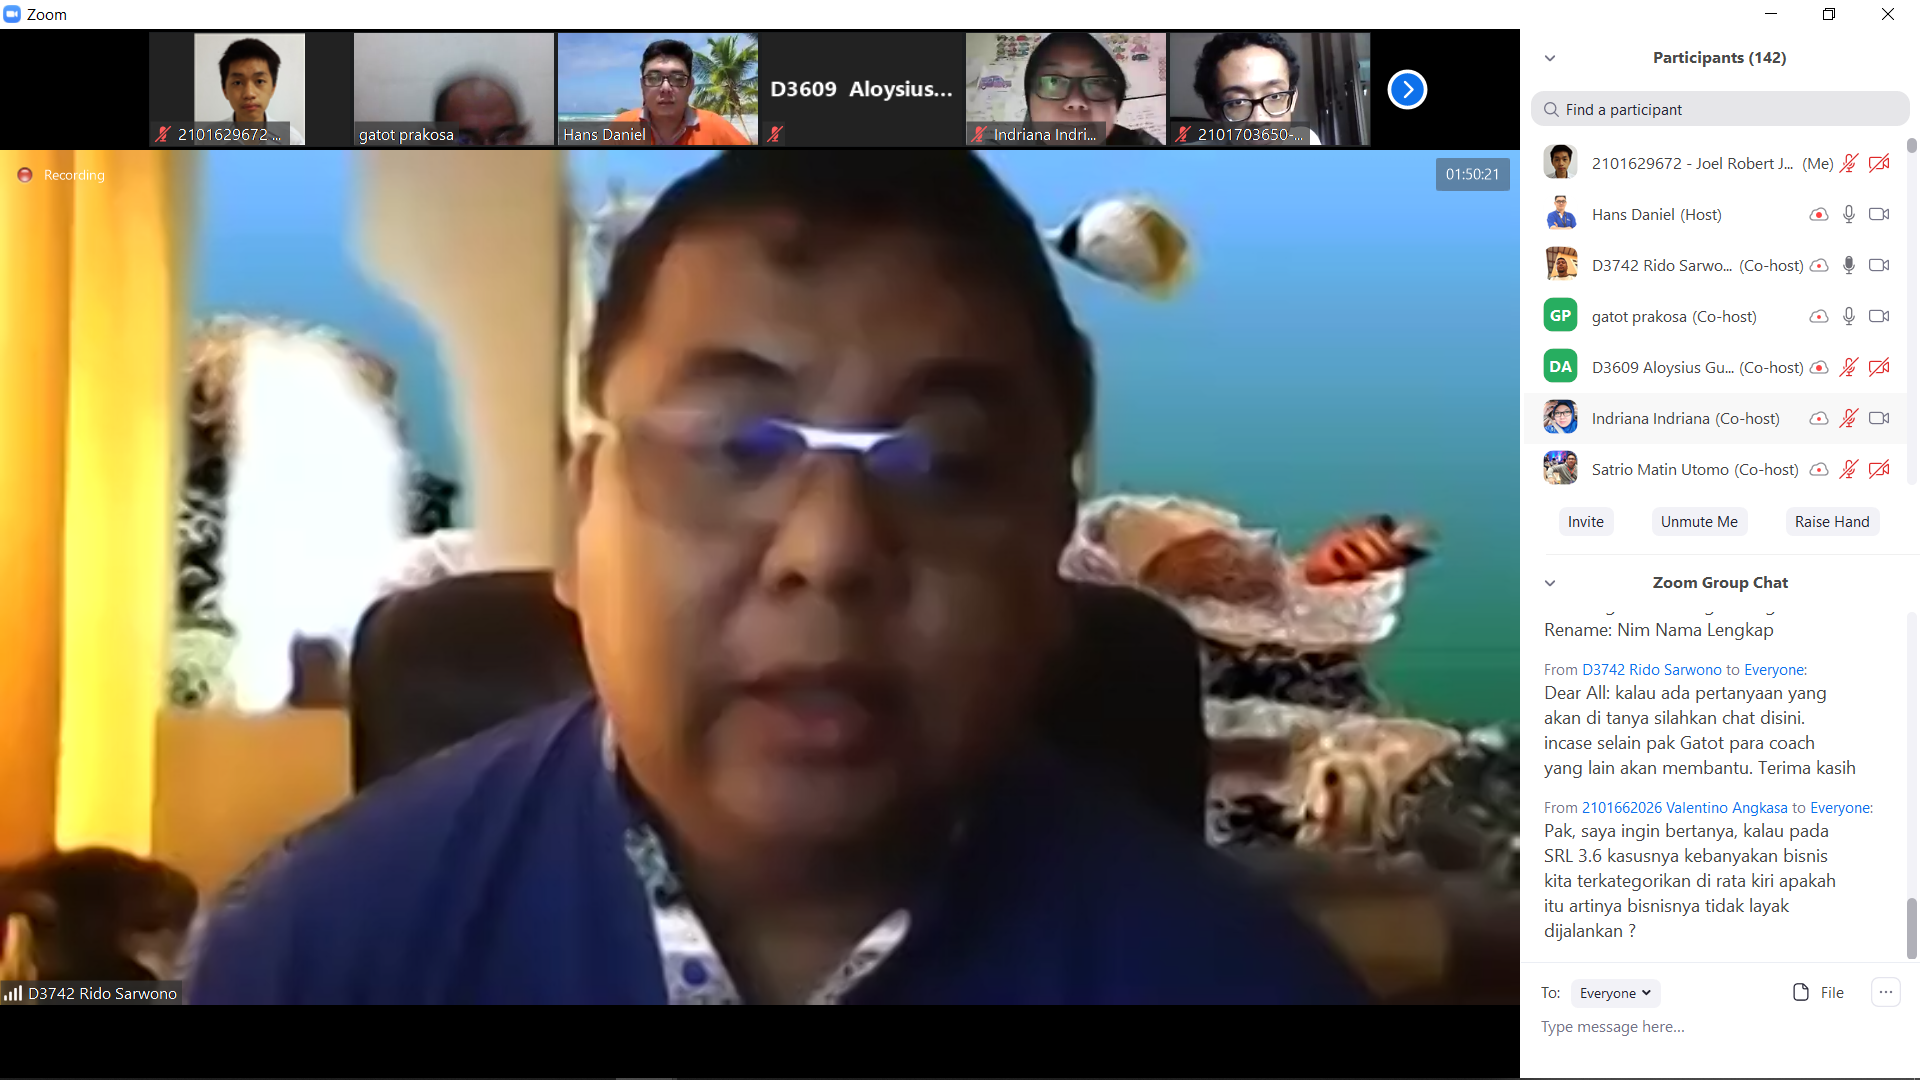 Zoom
2101629672 ...
gatot prakosa
Hans Daniel
D3609 Aloysius...
Indriana Indri...
2101703650-...
Recording
01:50:21
D3742 Rido Sarwono
Participants (142)
Find a participant
2101629672 - Joel Robert J... (Me)
Hans Daniel (Host)
D3742 Rido Sarwo... (Co-host)
GP
gatot prakosa (Co-host)
DA
D3609 Aloysius Gu... (Co-host)
Indriana Indriana (Co-host)
Satrio Matin Utomo (Co-host)
Invite
Unmute Me
Raise Hand
Zoom Group Chat
Rename: Nim Nama Lengkap
From D3742 Rido Sarwono to Everyone:
Dear All: kalau ada pertanyaan yang
akan di tanya silahkan chat disini.
incase selain pak Gatot para coach
yang lain akan membantu. Terima kasih
From 2101662026 Valentino Angkasa to Everyone:
Pak, saya ingin bertanya, kalau pada
SRL 3.6 kasusnya kebanyakan bisnis
kita terkategorikan di rata kiri apakah
itu artinya bisnisnya tidak layak
dijalankan ?
To: Everyone
File
Type message here...